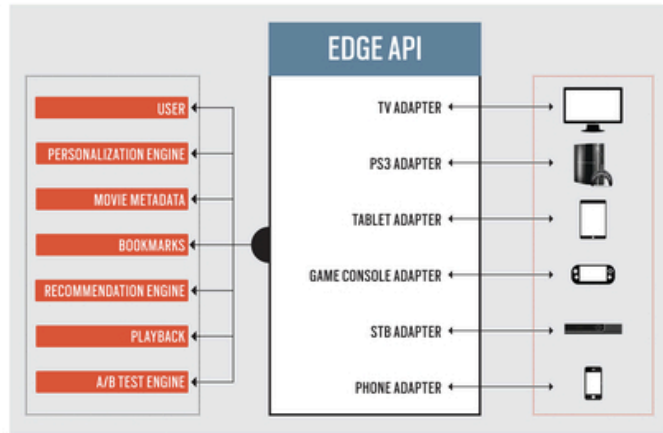 EDGE API
USER
PERSONALIZATION ENGINE
MOVIE METADATA
BOOKMARKS
RECOMMENDATION ENGINE
PLAYBACK
A/B TEST ENGINE
TV ADAPTER
PS3 ADAPTER
TABLET ADAPTER
GAME CONSOLE ADAPTER
STB ADAPTER
PHONE ADAPTER